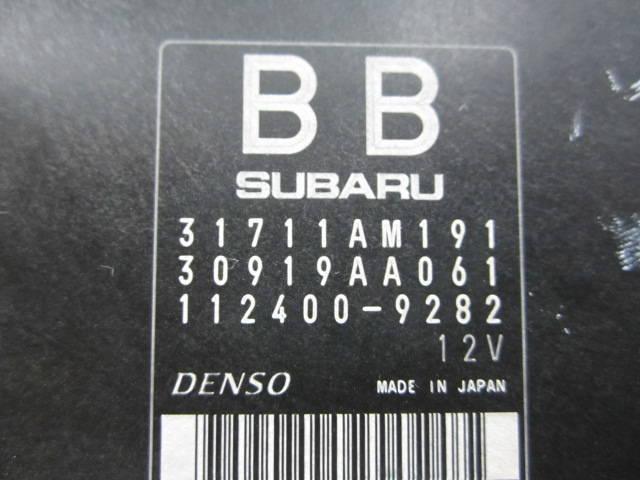 BB
SUBARU
31711AM191
30919AA061
112400-9282
12V
DENSO MADE IN JAPAN